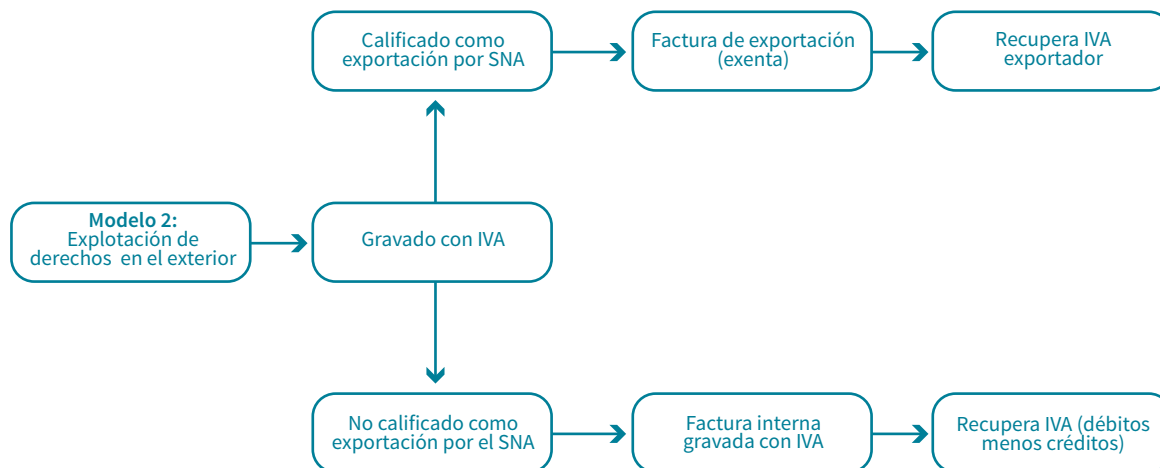 Calificado como
exportación por SNA
Factura de exportación
(exenta)
Recupera IVA
exportador
Modelo 2:
Explotación de
derechos en el exterior
Gravado con IVA
No calificado como
exportación por el SNA
Factura interna
gravada con IVA
Recupera IVA (débitos
menos créditos)